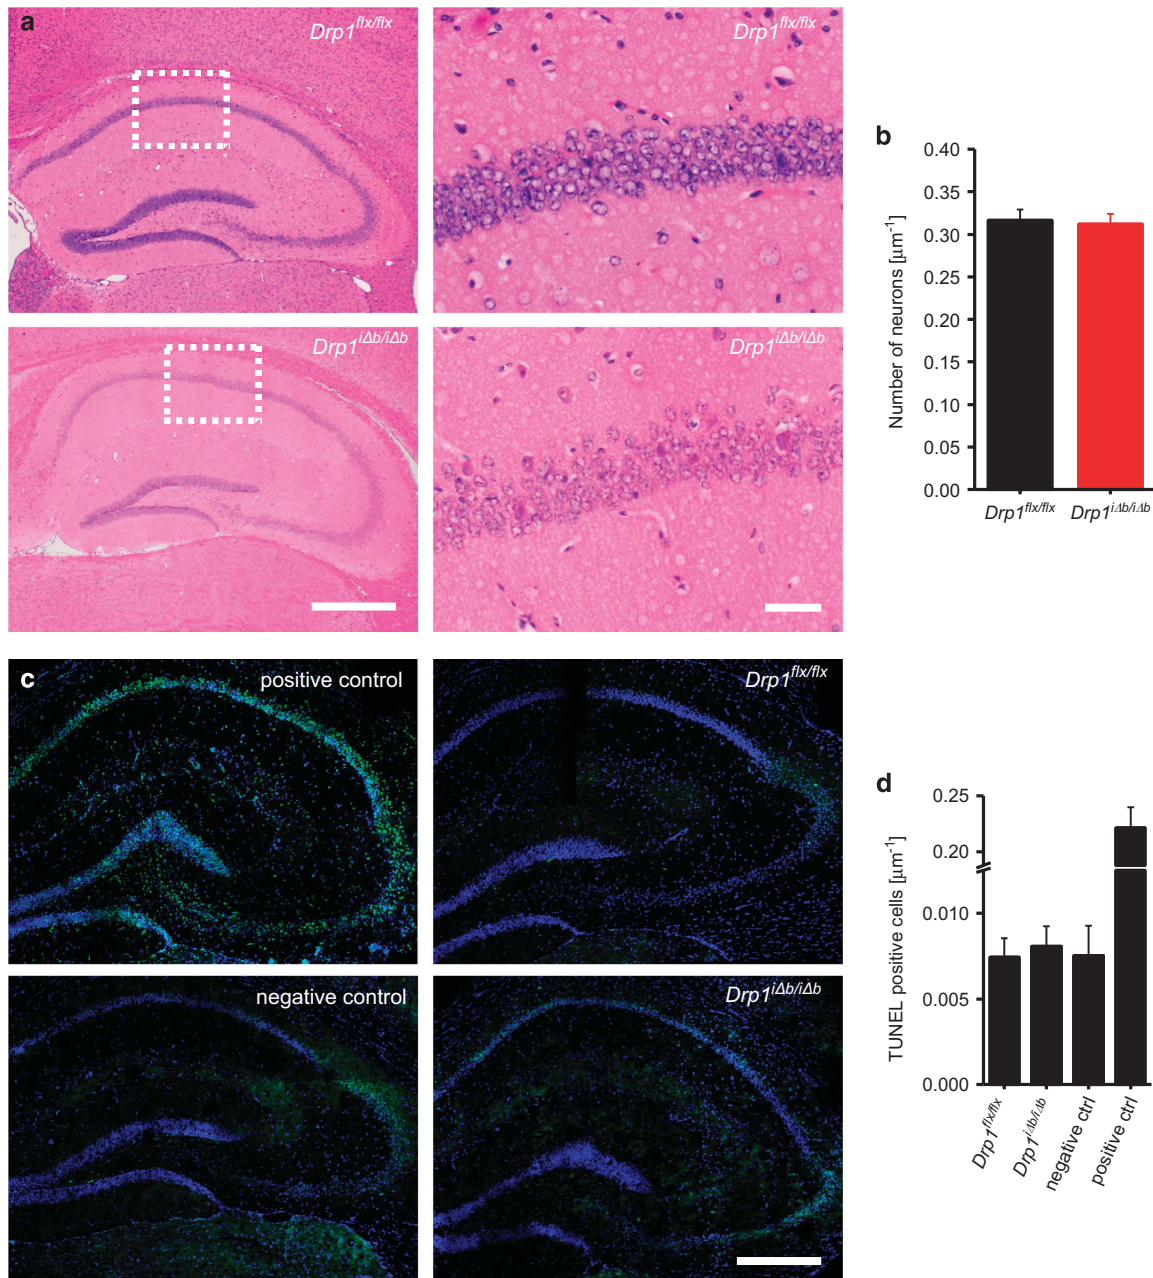 a
Drp1flx/flx
Drp1flx/flx
Drp1iΔb/iΔb
Drp1iΔb/iΔb
b
Number of neurons [µm-1]
0.40
0.35
0.30
0.25
0.20
0.15
0.10
0.05
0.00
Drp1flx/flx
Drp1iΔb/iΔb
c
positive control
Drp1flx/flx
negative control
Drp1iΔb/iΔb
d
TUNEL positive cells [µm-1]
0.25
0.20
0.010
0.005
0.000
Drp1flx/flx
Drp1iΔb/iΔb
negative ctrl
positive ctrl